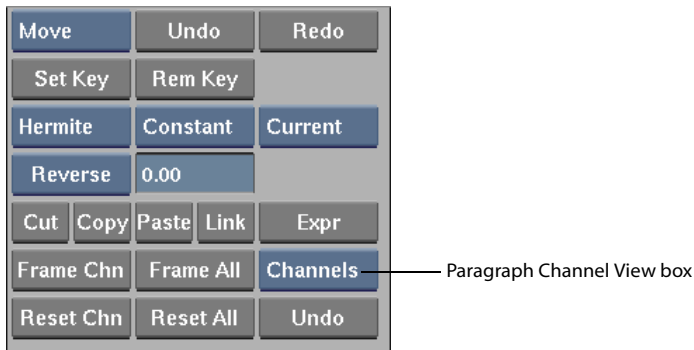 Move Undo Redo
Set Key Rem Key
Hermite Constant Current
Reverse 0.00
Cut Copy Paste Link Expr
Frame Chn Frame All Channels Paragraph Channel View box
Reset Chn Reset All Undo